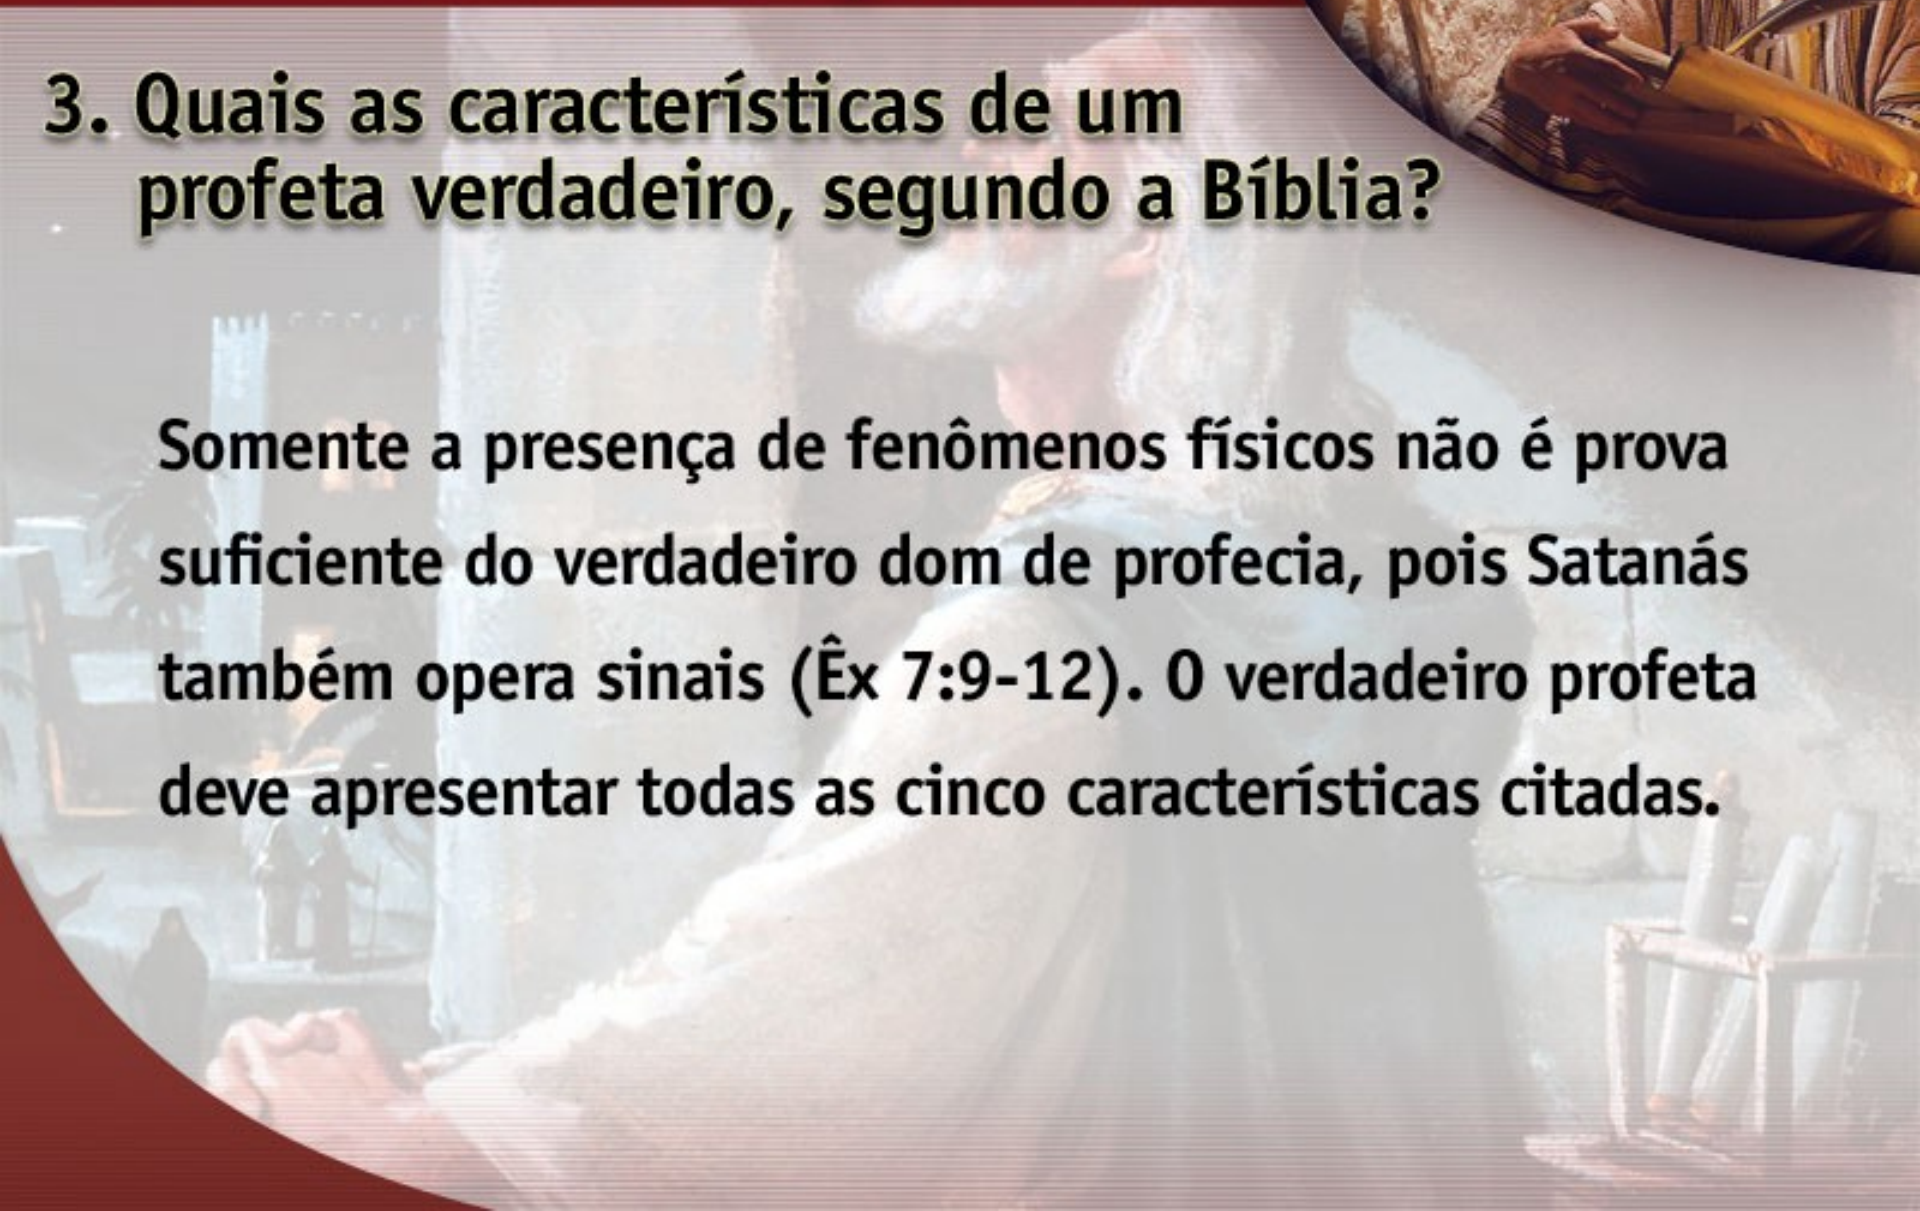 3. Quais as características de um
profeta verdadeiro, segundo a Bíblia?
Somente a presença de fenômenos físicos não é prova
suficiente do verdadeiro dom de profecia, pois Satanás
também opera sinais (Êx 7:9-12). O verdadeiro profeta
deve apresentar todas as cinco características citadas.